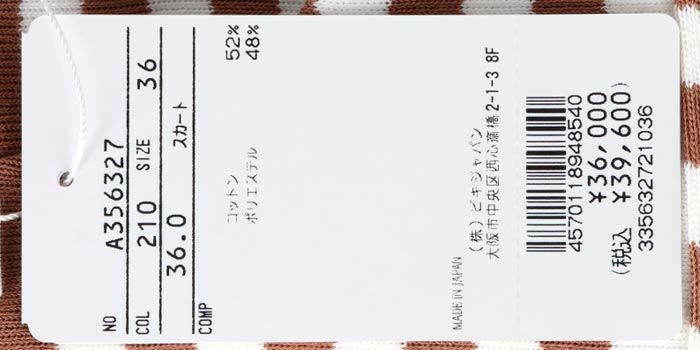 NO A356327
COL 210 SIZE 36
36.0 スカート
COMP
コットン 52%
ポリエステル 48%
MADE IN JAPAN
(株)ビギジャパン
大阪市中央区西心斎橋2-1-3 8F
4570118948540
¥36,000
(税込 ¥39,600)
335632721036